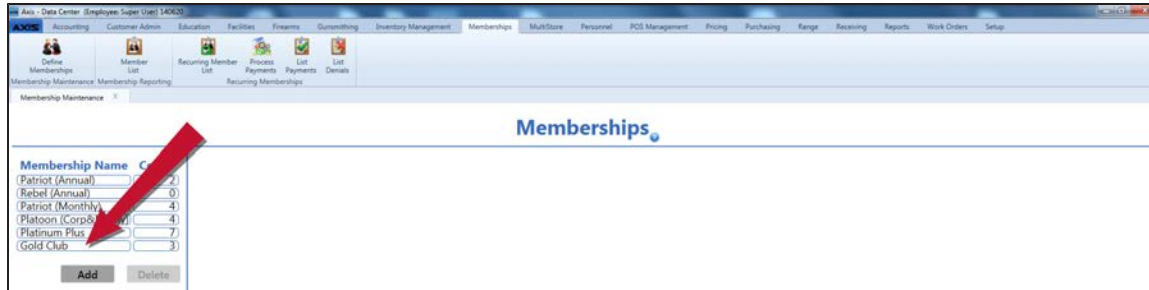 Axis - Data Center (Employee: Super User) 140620
AXIS Accounting Customer Admin Education Facilities Firearms Gunsmithing Inventory Management Memberships MultiStore Personnel POS Management Pricing Purchasing Range Receiving Reports Work Orders Setup
Define Memberships
Member List
Recurring Member List
Process Payments
List Payments
List Denials
Membership Maintenance Membership Reporting Recurring Memberships
Membership Maintenance X
Memberships
Membership Name
Patriot (Annual) 2
Rebel (Annual) 0
Patriot (Monthly) 4
Platoon 4
Platinum Plus 7
Gold Club 3
Add Delete